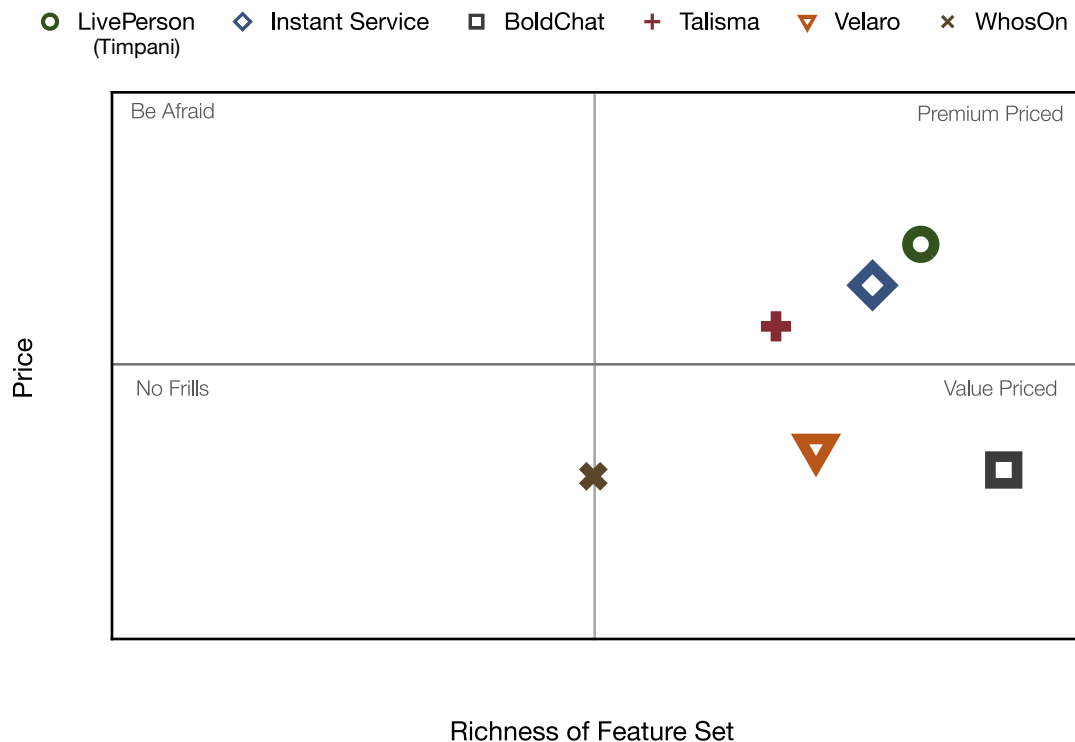 LivePerson Instant Service BoldChat Talisma Velaro WhosOn
(Timpani)
Be Afraid
Premium Priced
Price
No Frills
Value Priced
Richness of Feature Set